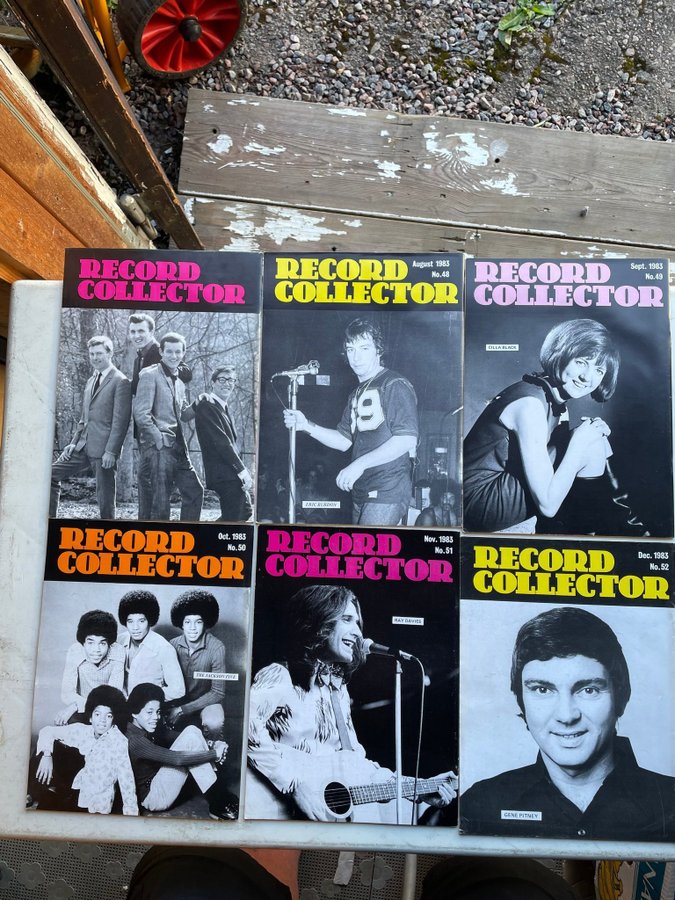 RECORD
COLLECTOR
RECORD
COLLECTOR
August 1983
No.48
ERIC BURDON
RECORD
COLLECTOR
Sept. 1983
No.49
CILLA BLACK
RECORD
COLLECTOR
Oct. 1983
No.50
THE JACKSON FIVE
RECORD
COLLECTOR
Nov. 1983
No.51
RAY DAVIES
RECORD
COLLECTOR
Dec. 1983
No.52
GENE PITNEY